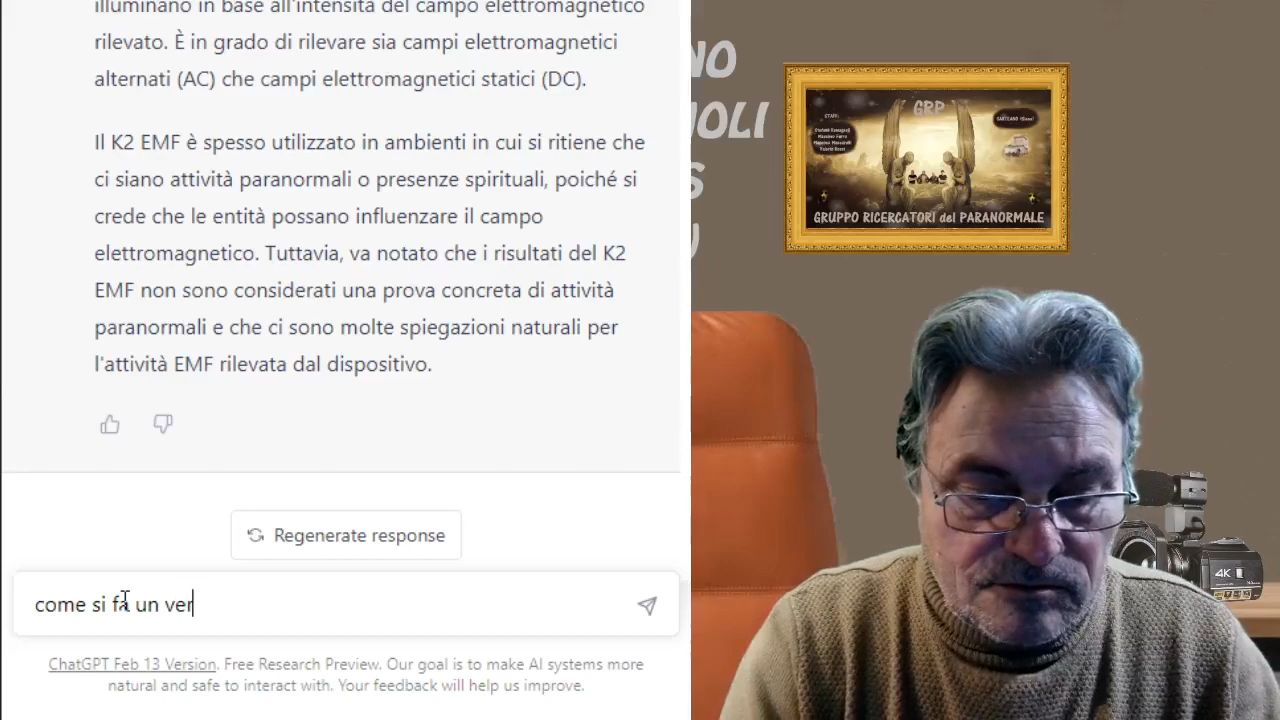 illuminano in base all'intensità del campo elettromagnetico
rilevato. È in grado di rilevare sia campi elettromagnetici
alternati (AC) che campi elettromagnetici statici (DC).
Il K2 EMF è spesso utilizzato in ambienti in cui si ritiene che
ci siano attività paranormali o presenze spirituali, poiché si
crede che le entità possano influenzare il campo
elettromagnetico. Tuttavia, va notato che i risultati del K2
EMF non sono considerati una prova concreta di attività
paranormali e che ci sono molte spiegazioni naturali per
l'attività EMF rilevata dal dispositivo.
Regenerate response
come si fà un ver
ChatGPT Feb 13 Version. Free Research Preview. Our goal is to make AI systems more
natural and safe to interact with. Your feedback will help us improve.
NO
OLI
S
GRP
STAFF:
GRUPPO RICERCATORI del PARANORMALE
4K